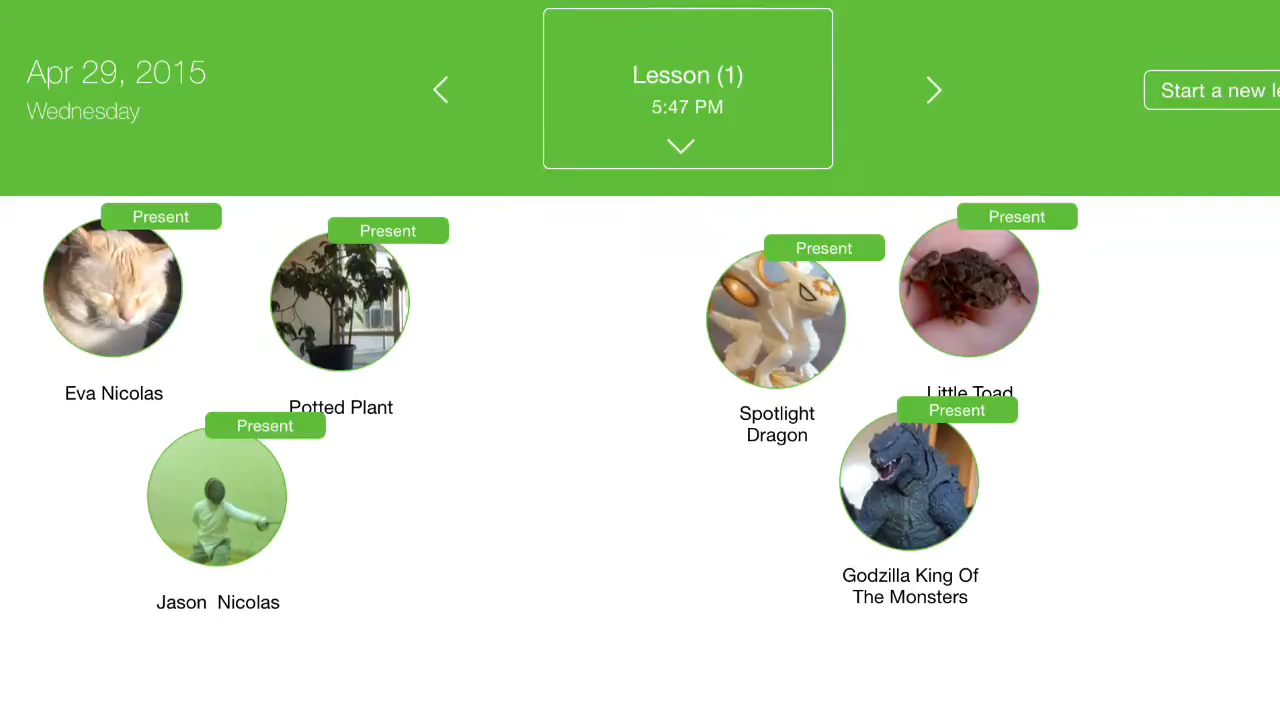 Apr 29, 2015
Wednesday
Lesson (1)
5:47 PM
Start a new le
Present
Eva Nicolas
Present
Potted Plant
Present
Jason Nicolas
Present
Spotlight
Dragon
Present
Little Toad
Present
Godzilla King Of
The Monsters